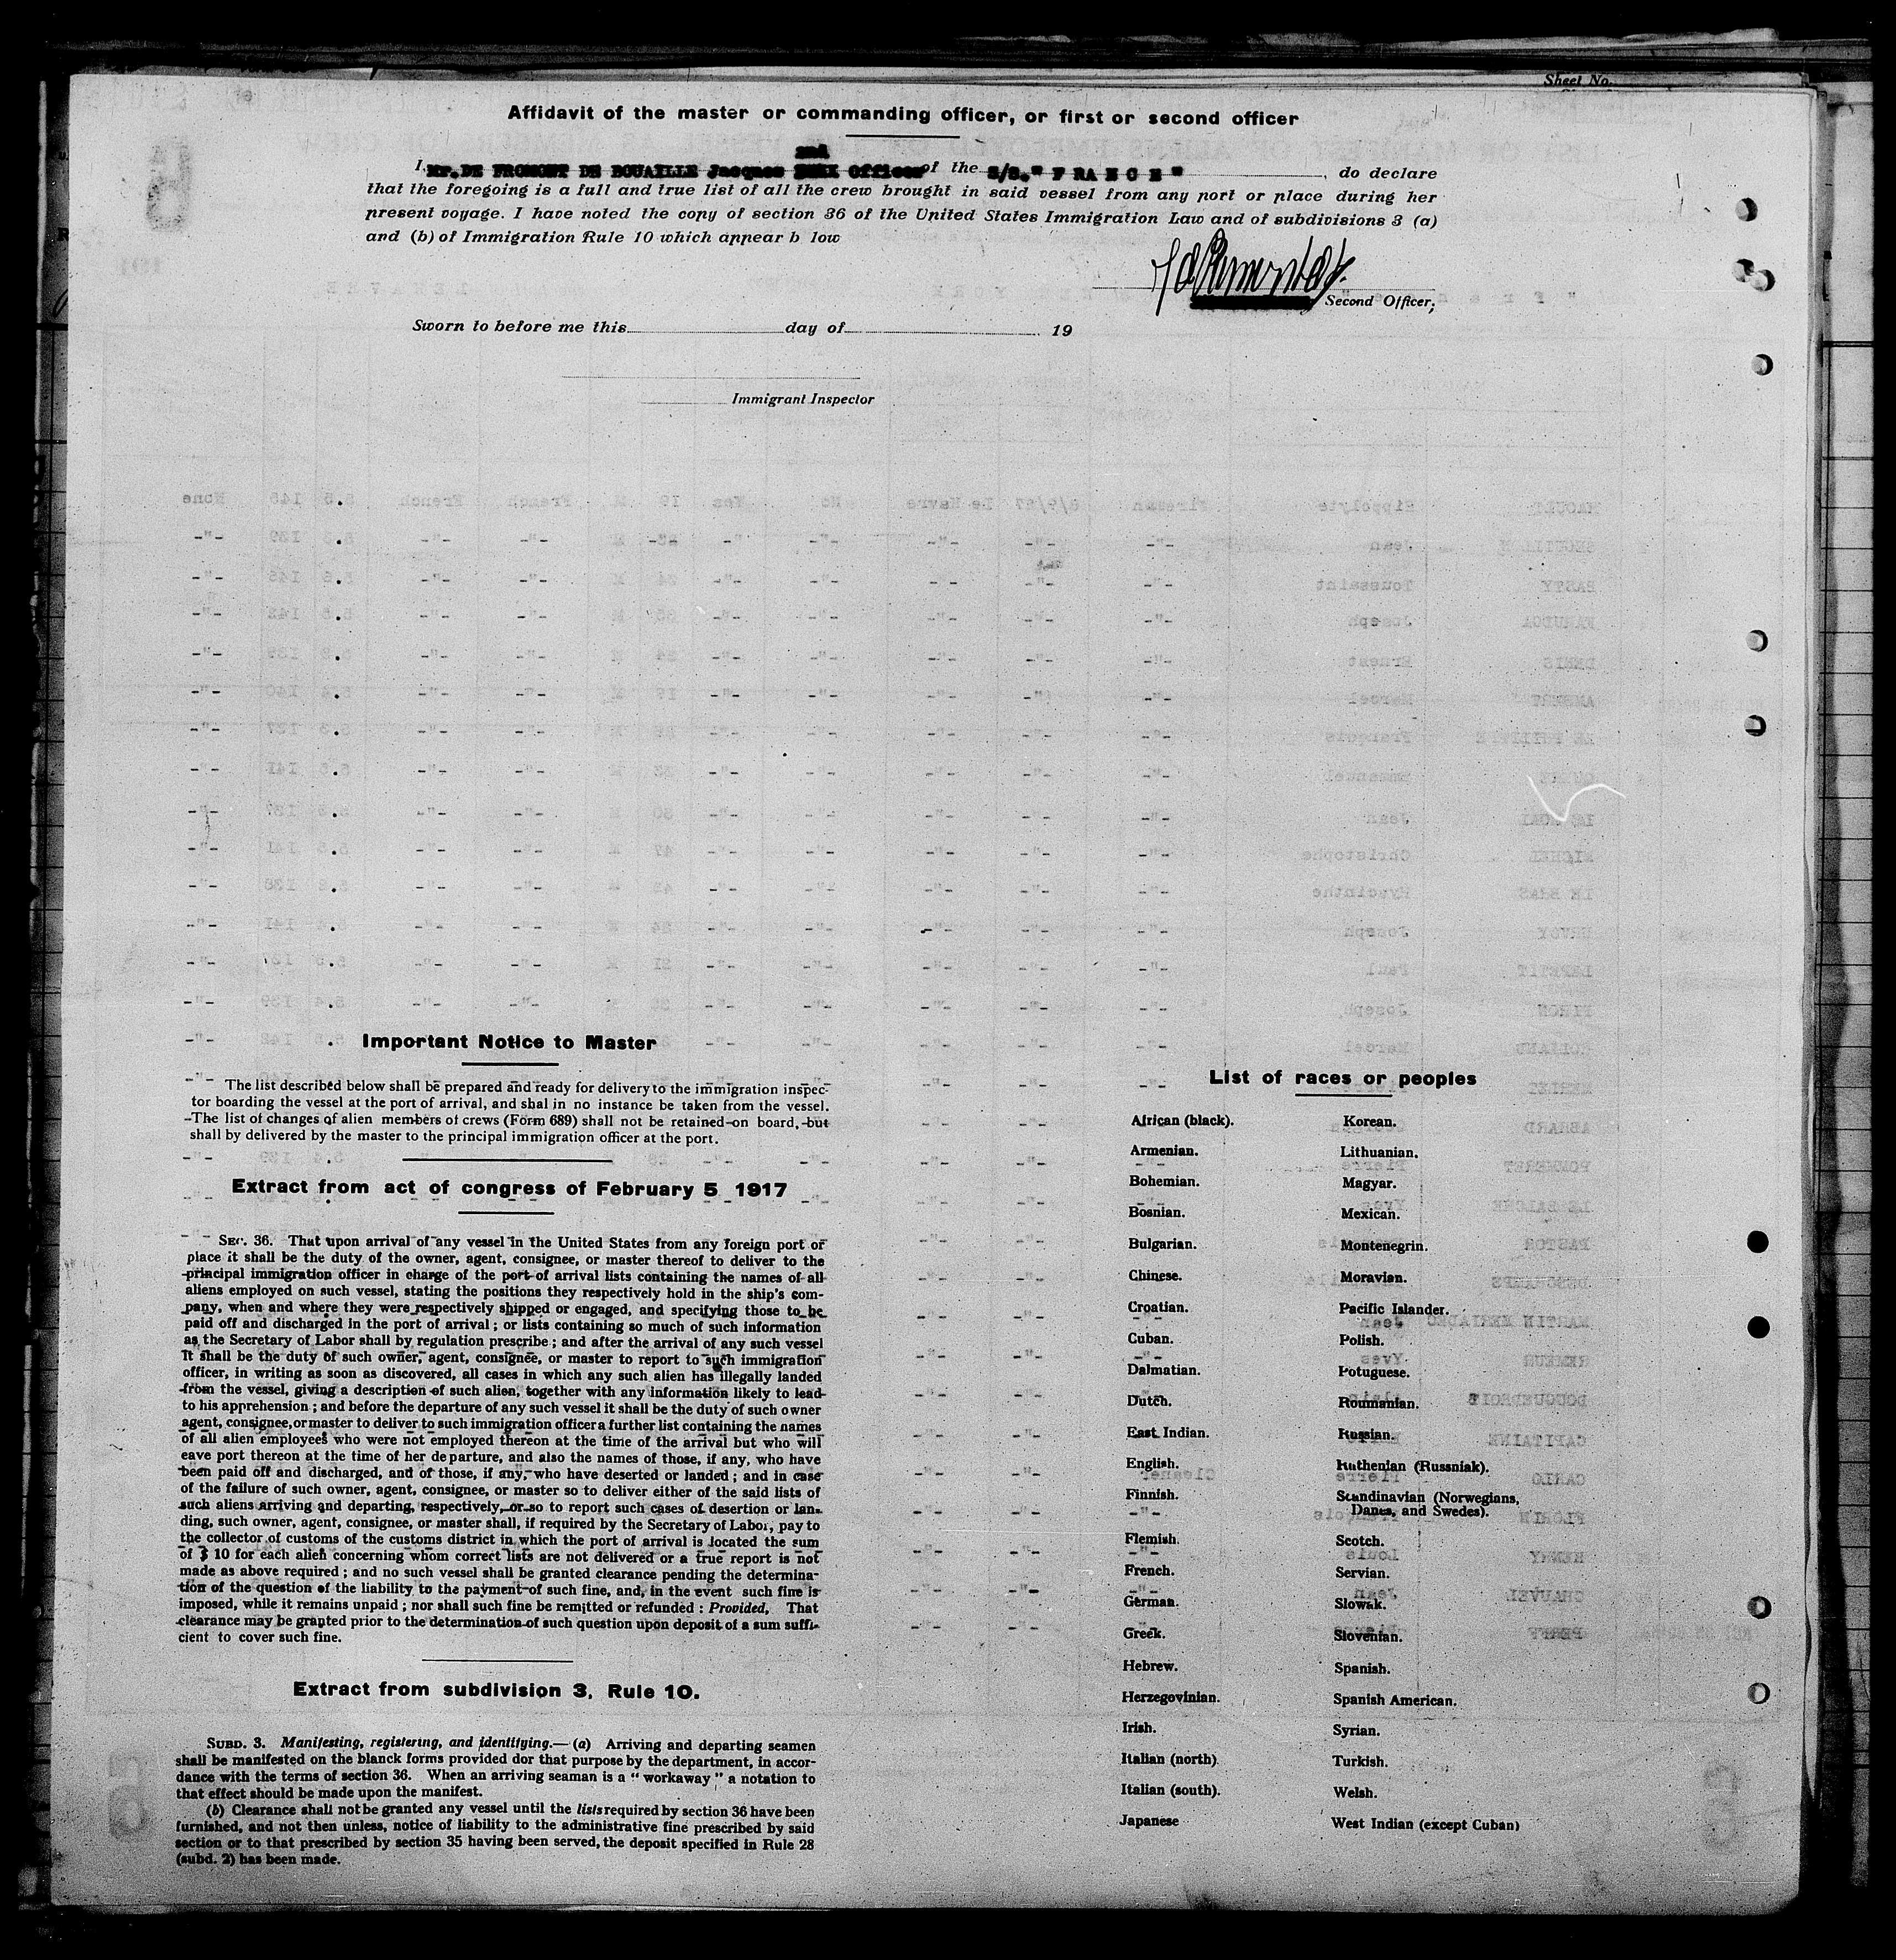 Sheet No.
Affidavit of the master or commanding officer, or first or second officer
2nd
I, Mr. DE FROMONT DE BOUAILLE Jacques Officer of the S/S." F RA N C E " , do declare
that the foregoing is a full and true list of all the crew brought in said vessel from any port or place during her
present voyage. I have noted the copy of section 36 of the United States Immigration Law and of subdivisions 3 (a)
and (b) of Immigration Rule 10 which appear b low
Second Officer;
Sworn to before me this day of 19
Immigrant Inspector
Important Notice to Master
The list described below shall be prepared and ready for delivery to the immigration inspec-
tor boarding the vessel at the port of arrival, and shal in no instance be taken from the vessel.
The list of changes of alien members of crews (Form 689) shall not be retained on board, but
shall by delivered by the master to the principal immigration officer at the port.
Extract from act of congress of February 5 1917
SEC. 36. That upon arrival of any vessel in the United States from any foreign port or
place it shall be the duty of the owner, agent, consignee, or master thereof to deliver to the
principal immigration officer in charge of the port of arrival lists containing the names of all
aliens employed on such vessel, stating the positions they respectively hold in the ship's com-
pany, when and where they were respectively shipped or engaged, and specifying those to be
paid off and discharged in the port of arrival ; or lists containing so much of such information
as the Secretary of Labor shall by regulation prescribe ; and after the arrival of any such vessel
it shall be the duty of such owner, agent, consignee, or master to report to such immigration
officer, in writing as soon as discovered, all cases in which any such alien has illegally landed
from the vessel, giving a description of such alien, together with any information likely to lead
to his apprehension ; and before the departure of any such vessel it shall be the duty of such owner
agent, consignee, or master to deliver to such immigration officer a further list containing the names
of all alien employees who were not employed thereon at the time of the arrival but who will
eave port thereon at the time of her departure, and also the names of those, if any, who have
been paid off and discharged, and of those, if any, who have deserted or landed ; and in case
of the failure of such owner, agent, consignee, or master so to deliver either of the said lists of
such aliens arriving and departing, respectively, or so to report such cases of desertion or lan-
ding, such owner, agent, consignee, or master shall, if required by the Secretary of Labor, pay to
the collector of customs of the customs district in which the port of arrival is located the sum
of $ 10 for each alien concerning whom correct lists are not delivered or a true report is not
made as above required ; and no such vessel shall be granted clearance pending the determina-
tion of the question of the liability to the payment of such fine, and, in the event such fine is
imposed, while it remains unpaid ; nor shall such fine be remitted or refunded : Provided, That
clearance may be granted prior to the determination of such question upon deposit of a sum suffi-
cient to cover such fine.
Extract from subdivision 3, Rule 10.
SUBD. 3. Manifesting, registering, and identifying.— (a) Arriving and departing seamen
shall be manifested on the blanck forms provided dor that purpose by the department, in accor-
dance with the terms of section 36. When an arriving seaman is a " workaway " a notation to
that effect should be made upon the manifest.
(b) Clearance shall not be granted any vessel until the lists required by section 36 have been
furnished, and not then unless, notice of liability to the administrative fine prescribed by said
section or to that prescribed by section 35 having been served, the deposit specified in Rule 28
(subd. 2) has been made.
List of races or peoples
African (black).
Armenian.
Bohemian.
Bosnian.
Bulgarian.
Chinese.
Croatian.
Cuban.
Dalmatian.
Dutch.
East Indian.
English.
Finnish.
Flemish.
French.
German.
Greek.
Hebrew.
Herzegovinian.
Irish.
Italian (north)
Italian (south).
Japanese
Korean.
Lithuanian.
Magyar.
Mexican.
Montenegrin.
Moravian.
Pacific Islander.
Polish.
Potuguese.
Roumanian.
Russian.
Ruthenian (Russniak).
Scandinavian (Norwegians,
Danes, and Swedes).
Scotch.
Servian.
Slowak.
Slovenian.
Spanish.
Spanish American.
Syrian.
Turkish.
Welsh.
West Indian (except Cuban)